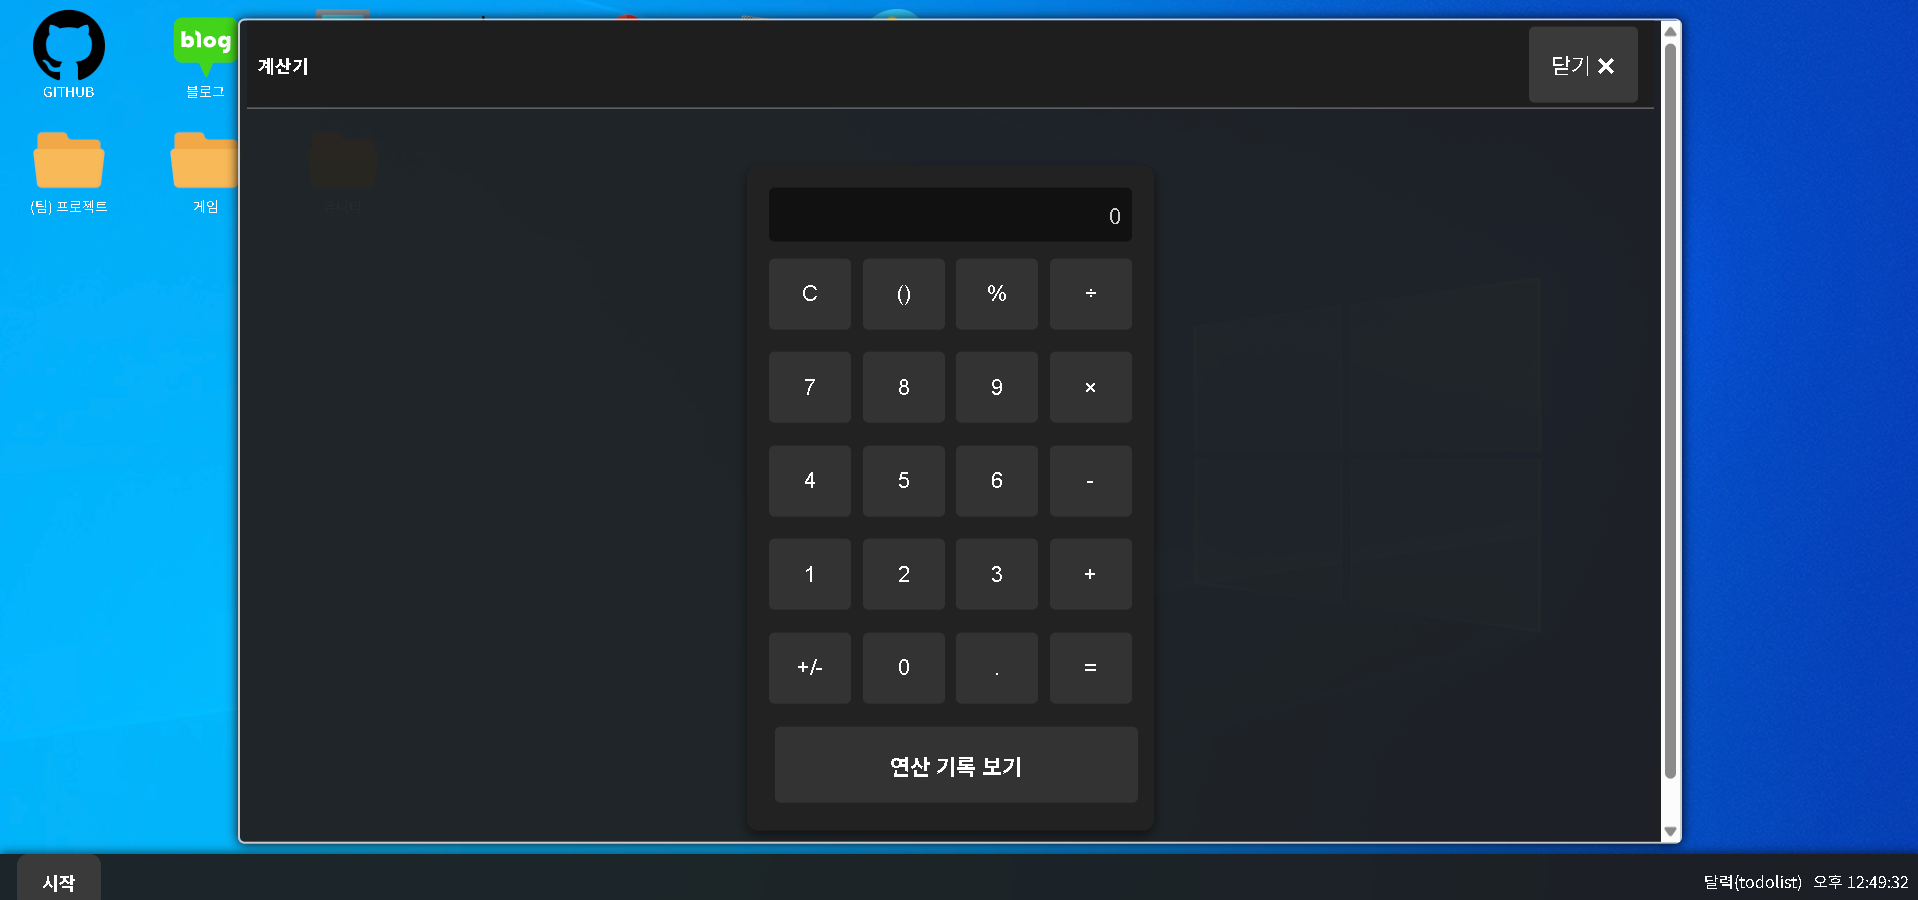 GITHUB
blog
블로그
(팀) 프로젝트
게임
계산기
닫기 ×
0
C () % ÷
7 8 9 ×
4 5 6 -
1 2 3 +
+/- 0 . =
연산 기록 보기
시작
달력(todolist) 오후 12:49:32